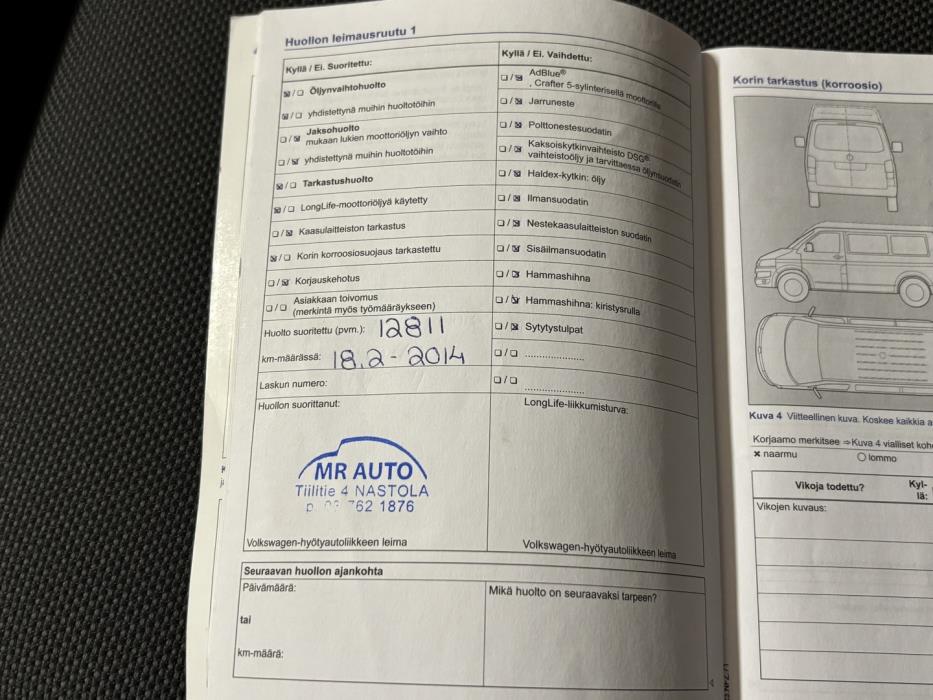 Huollon leimausruutu 1
Kyllä / Ei. Suoritettu:
Öljynvaihtohuolto
yhdistettynä muihin huoltotöihin
Jaksohuolto
mukaan lukien moottoriöljyn vaihto
yhdistettynä muihin huoltotöihin
Tarkastushuolto
LongLife-moottoriöljyä käytetty
Kaasulaitteiston tarkastus
Korin korroosiosuojaus tarkastettu
Korjauskehotus
Asiakkaan toivomus
(merkintä myös työmääräykseen)
Huolto suoritettu (pvm.): 12811
km-määrässä: 18.2-2014
Laskun numero:
Huollon suorittanut:
MR AUTO
Tiilitie 4 NASTOLA
762 1876
Volkswagen-hyötyautoliikkeen leima
Kyllä / Ei. Vaihdettu:
AdBlue®
, Crafter 5-sylinterisellä moottorilla
Jarruneste
Polttonestesuodatin
Kaksoiskytkinvaihteisto DSG®:
vaihteistoöljy ja tarvittaessa öljynsuodatin
Haldex-kytkin: öljy
Ilmansuodatin
Nestekaasulaitteiston suodatin
Sisäilmansuodatin
Hammashihna
Hammashihna: kiristysrulla
Sytytystulpat
LongLife-liikkumisturva:
Volkswagen-hyötyautoliikkeen leima
Seuraavan huollon ajankohta
Päivämäärä:
tai
km-määrä:
Mikä huolto on seuraavaksi tarpeen?
Korin tarkastus (korroosio)
Kuva 4 Viitteellinen kuva. Koskee kaikkia
Korjaamo merkitsee ⇒Kuva 4 vialliset
× naarmu
○ lommo
Vikoja todettu?
Kyl-
lä:
Vikojen kuvaus: